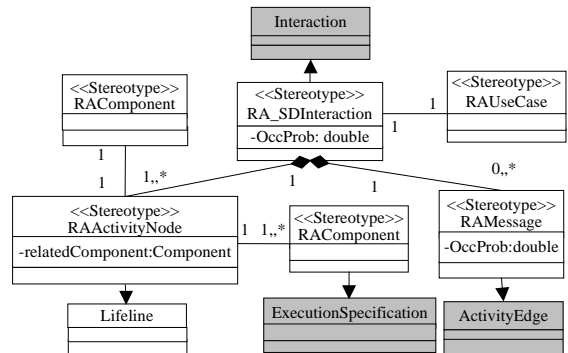 Interaction
<<Stereotype>>
RAComponent
<<Stereotype>>
RA_SDInteraction
-OccProb: double
<<Stereotype>>
RAUseCase
1
1
1
1
1,,*
1
1
0,,*
<<Stereotype>>
RAActivityNode
-relatedComponent:Component
1
1,,*
<<Stereotype>>
RAComponent
<<Stereotype>>
RAMessage
-OccProb:double
Lifeline
ExecutionSpecification
ActivityEdge